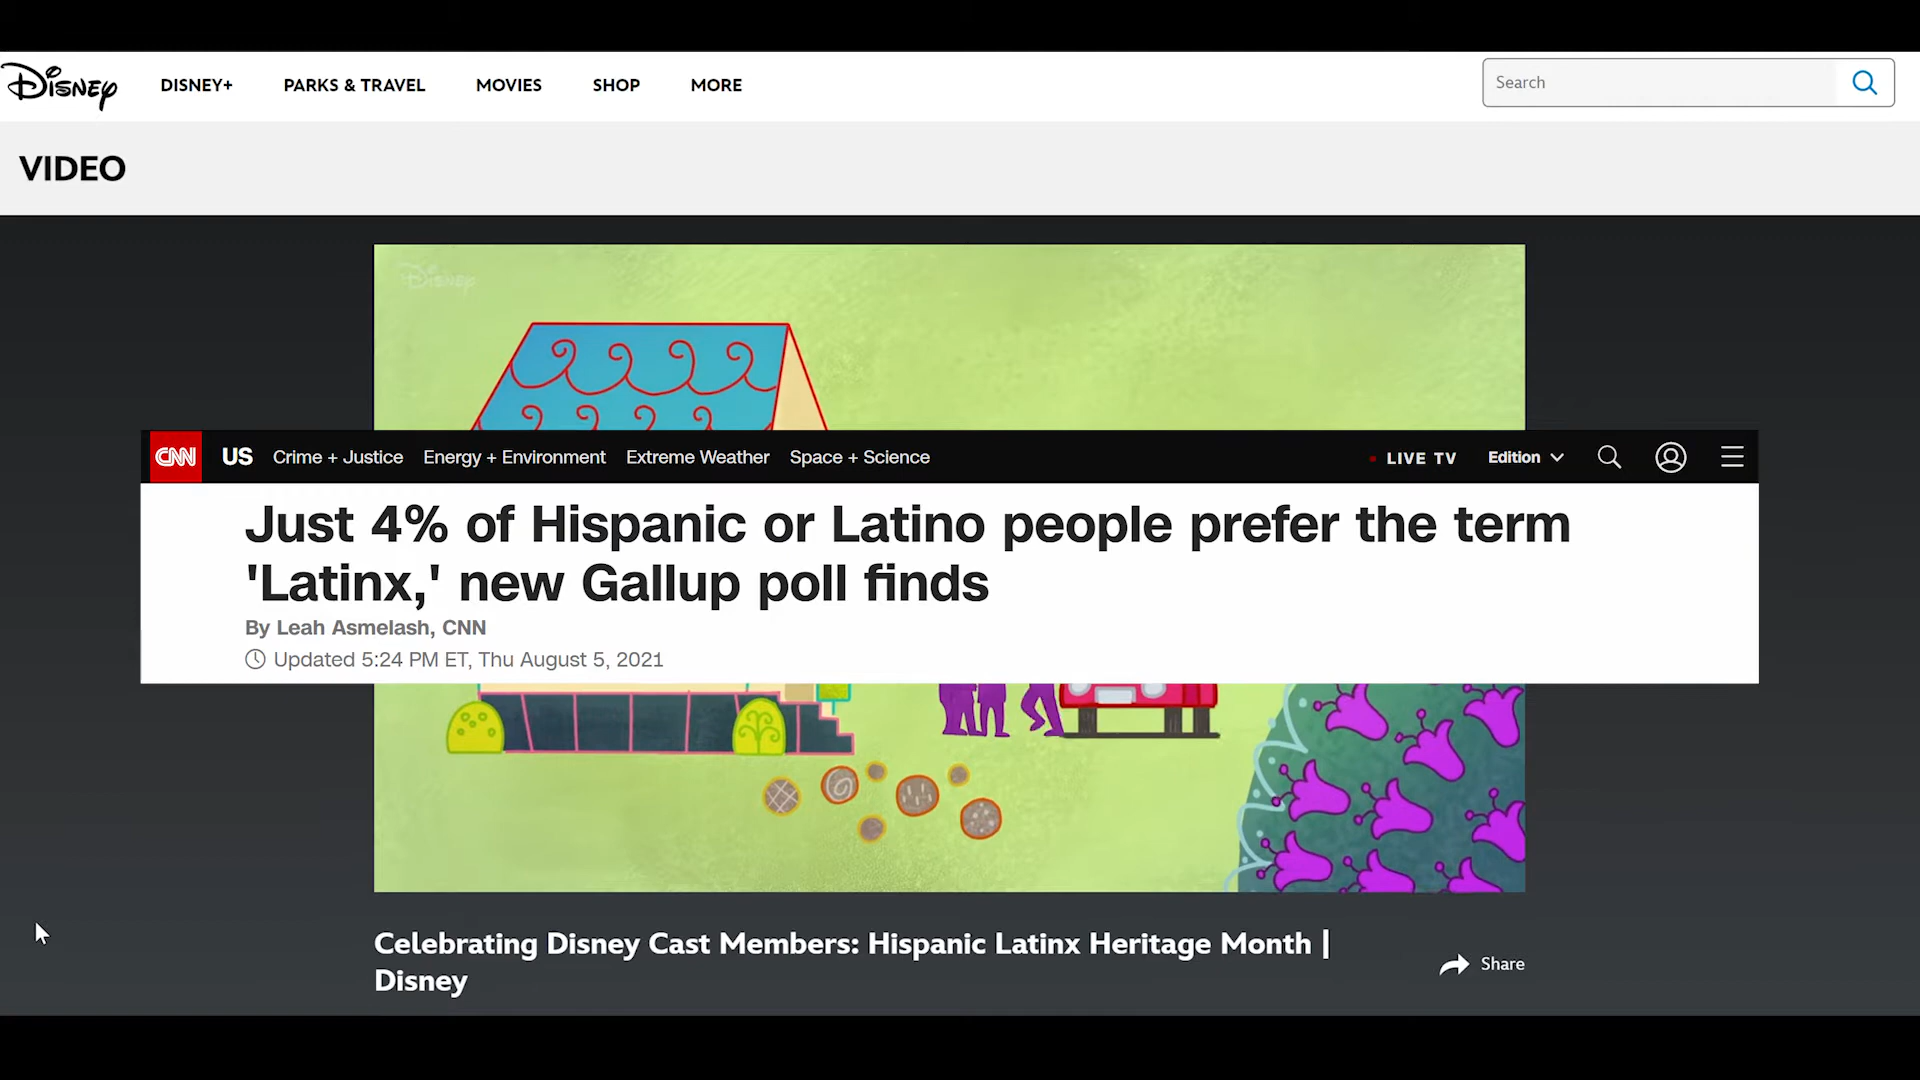 Disney DISNEY+ PARKS & TRAVEL MOVIES SHOP MORE Search
VIDEO
Disney
CNN US Crime + Justice Energy + Environment Extreme Weather Space + Science LIVE TV Edition
Just 4% of Hispanic or Latino people prefer the term
'Latinx,' new Gallup poll finds
By Leah Asmelash, CNN
Updated 5:24 PM ET, Thu August 5, 2021
Celebrating Disney Cast Members: Hispanic Latinx Heritage Month |
Disney
Share